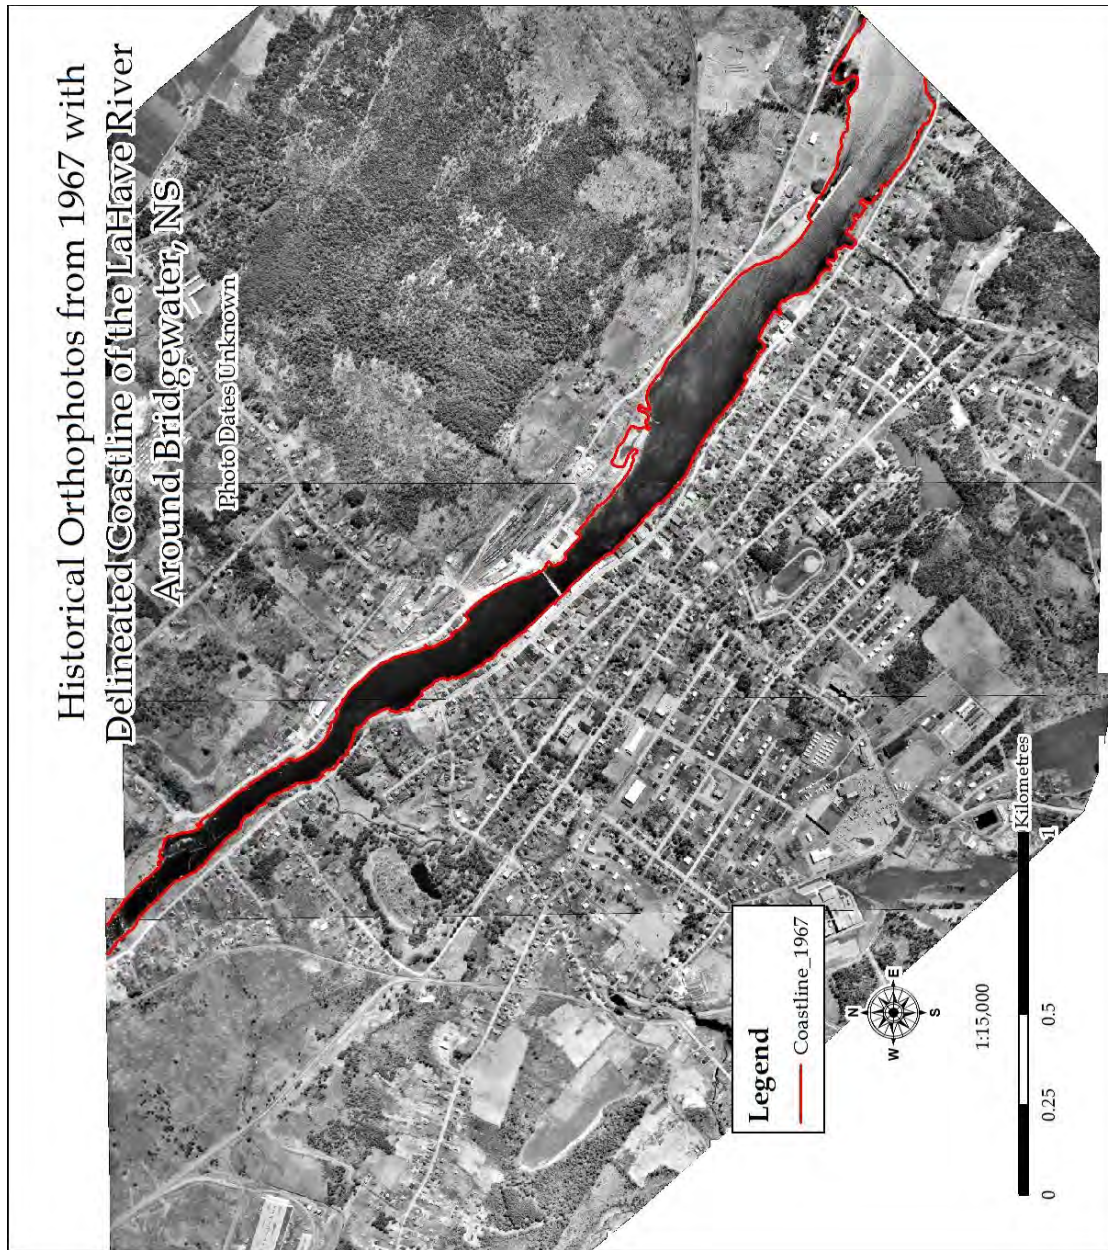 Historical Orthophotos from 1967 with
Delineated Coastline of the LaHave River
Around Bridgewater, NS
Photo Dates Unknown
Legend
Coastline_1967
N
W
E
S
1:15,000
0
0.25
0.5
1
Kilometres